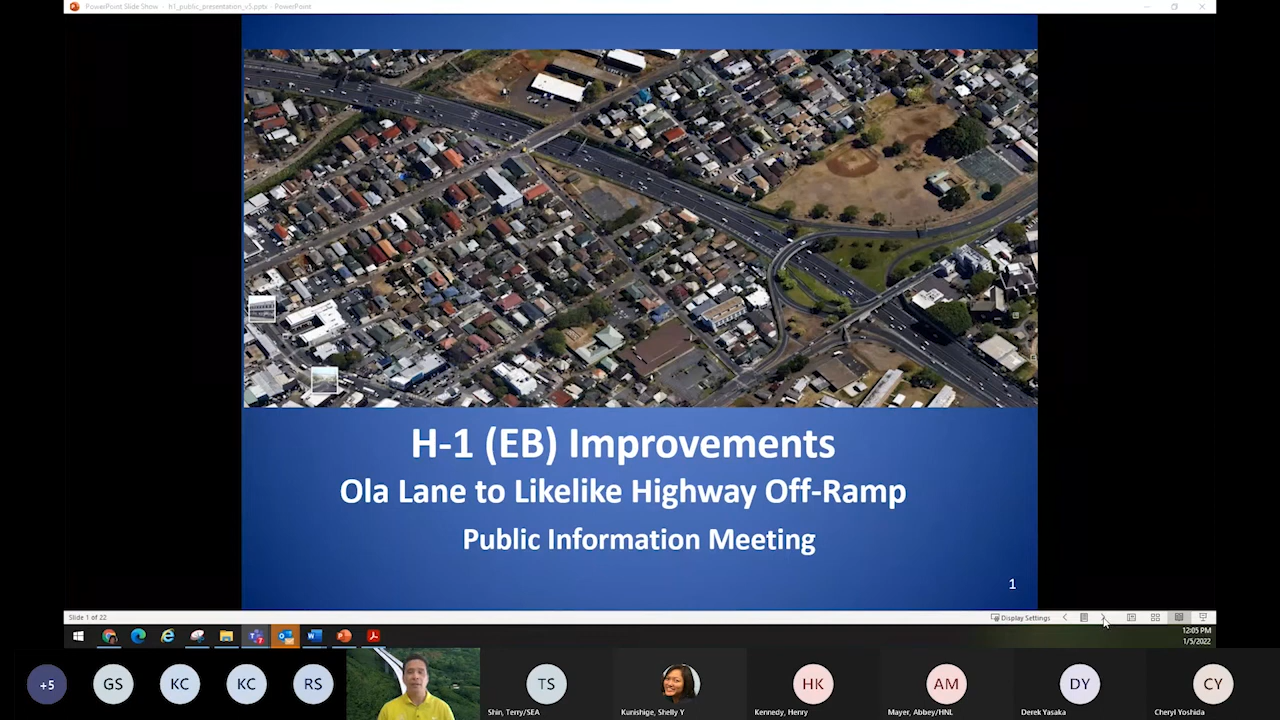 PowerPoint Slide Show - h1_public_presentation_v5.pptx - PowerPoint
H-1 (EB) Improvements
Ola Lane to Likelike Highway Off-Ramp
Public Information Meeting
1
Slide 1 of 22
Display Settings
12:05 PM
1/5/2022
+5
GS
KC
KC
RS
TS
HK
AM
DY
CY
Shin, Terry/SEA
Kunishige, Shelly Y
Kennedy, Henry
Mayer, Abbey/HNL
Derek Yasaka
Cheryl Yoshida